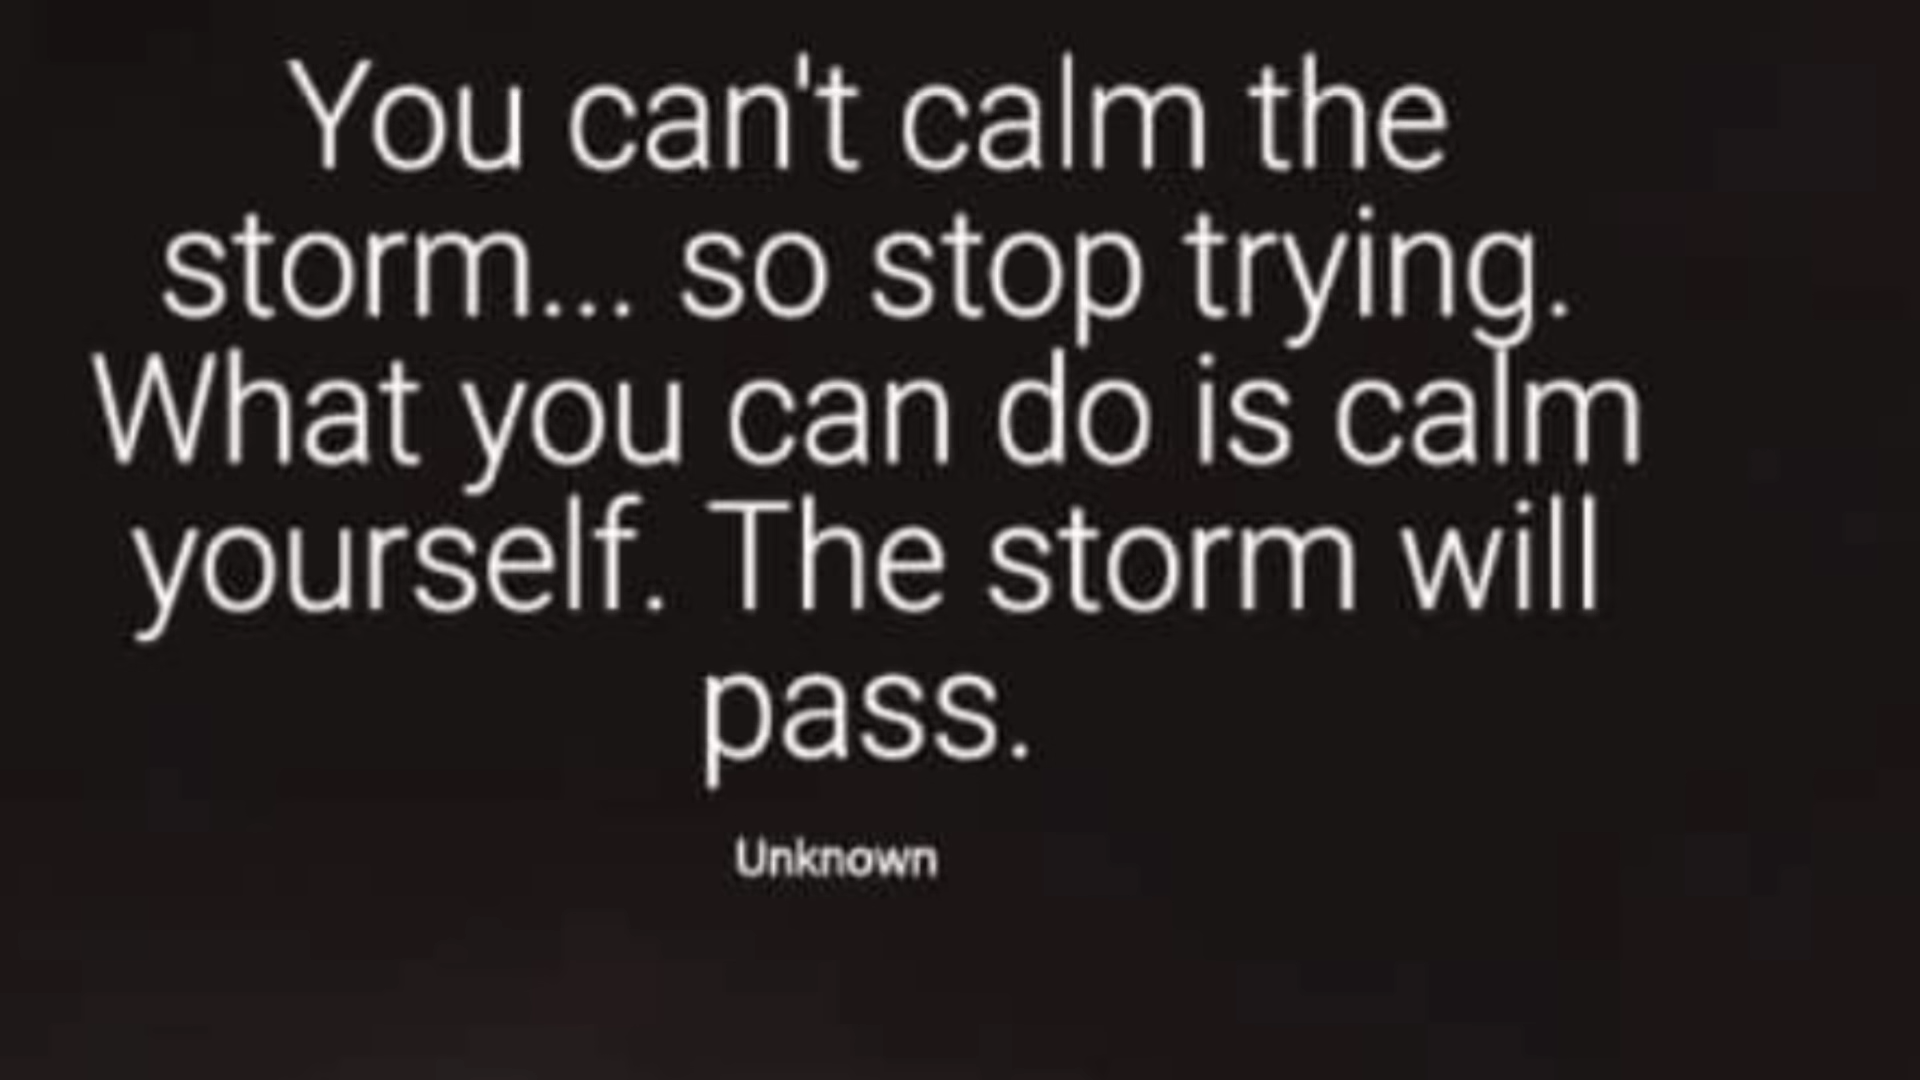 You can't calm the
storm... so stop trying.
What you can do is calm
yourself. The storm will
pass.
Unknown